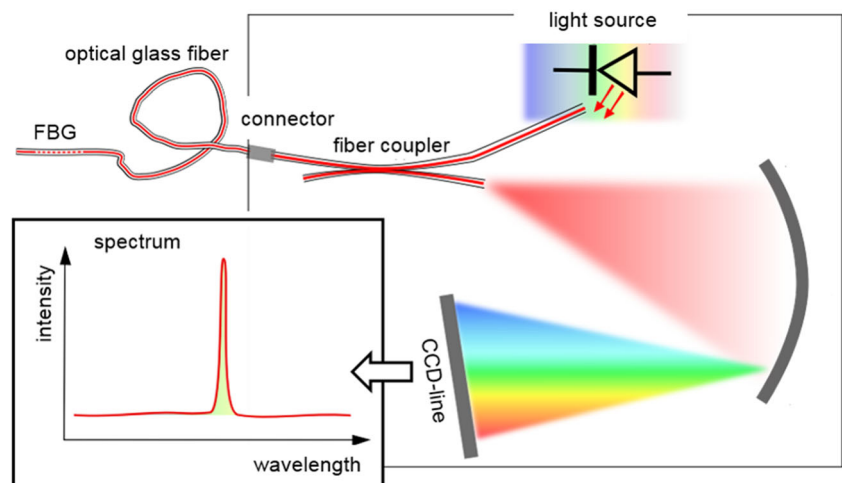 light source
optical glass fiber
connector
FBG
fiber coupler
spectrum
intensity
CCD-line
wavelength